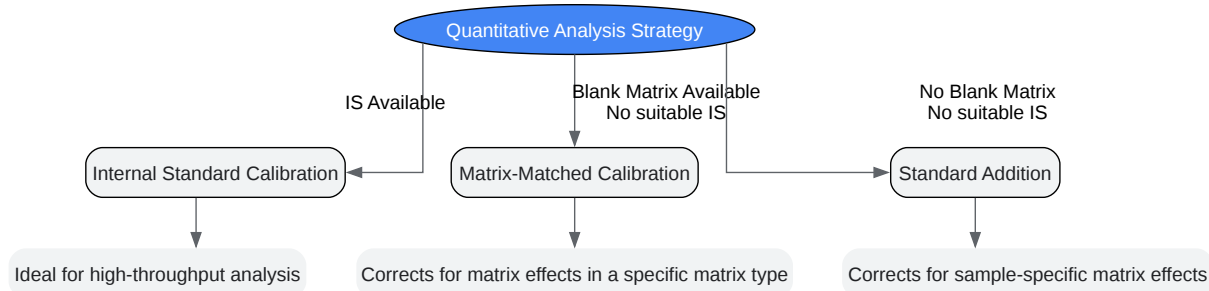 Quantitative Analysis Strategy
IS Available
Blank Matrix Available
No suitable IS
No Blank Matrix
No suitable IS
Internal Standard Calibration
Matrix-Matched Calibration
Standard Addition
Ideal for high-throughput analysis
Corrects for matrix effects in a specific matrix type
Corrects for sample-specific matrix effects